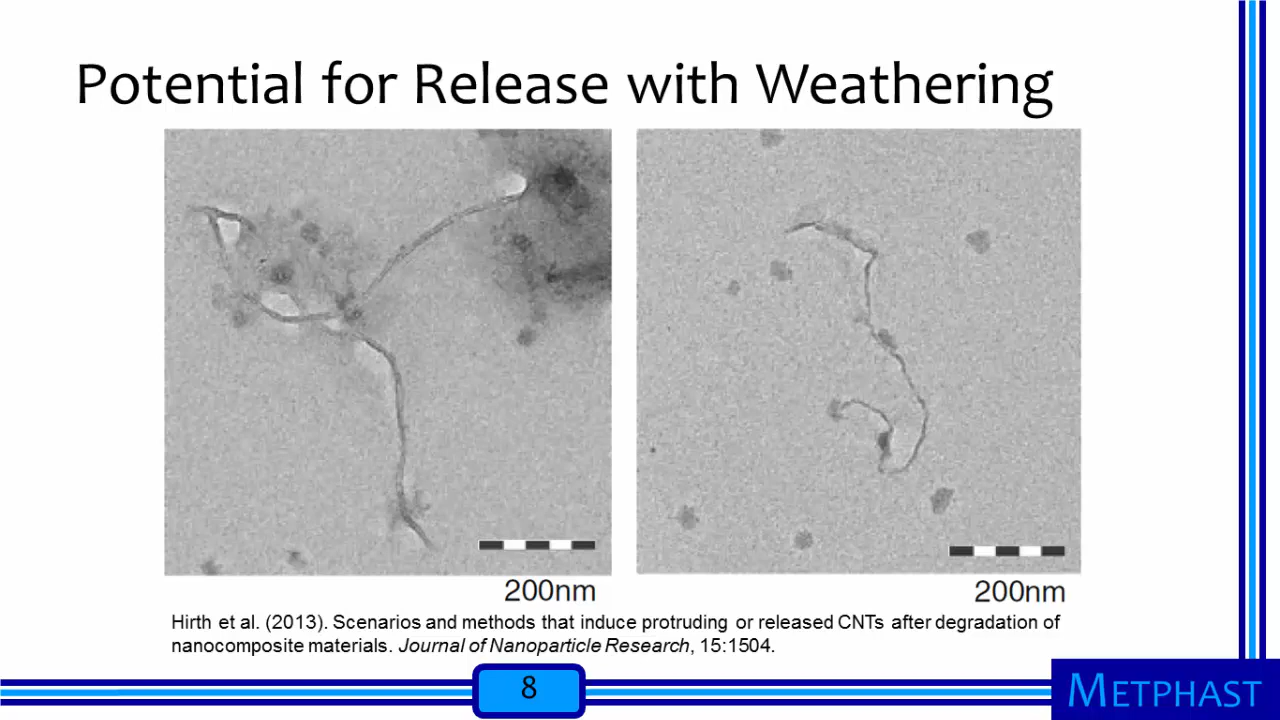 Potential for Release with Weathering
200nm
200nm
Hirth et al. (2013). Scenarios and methods that induce protruding or released CNTs after degradation of
nanocomposite materials. Journal of Nanoparticle Research, 15:1504.
8
METPHAST